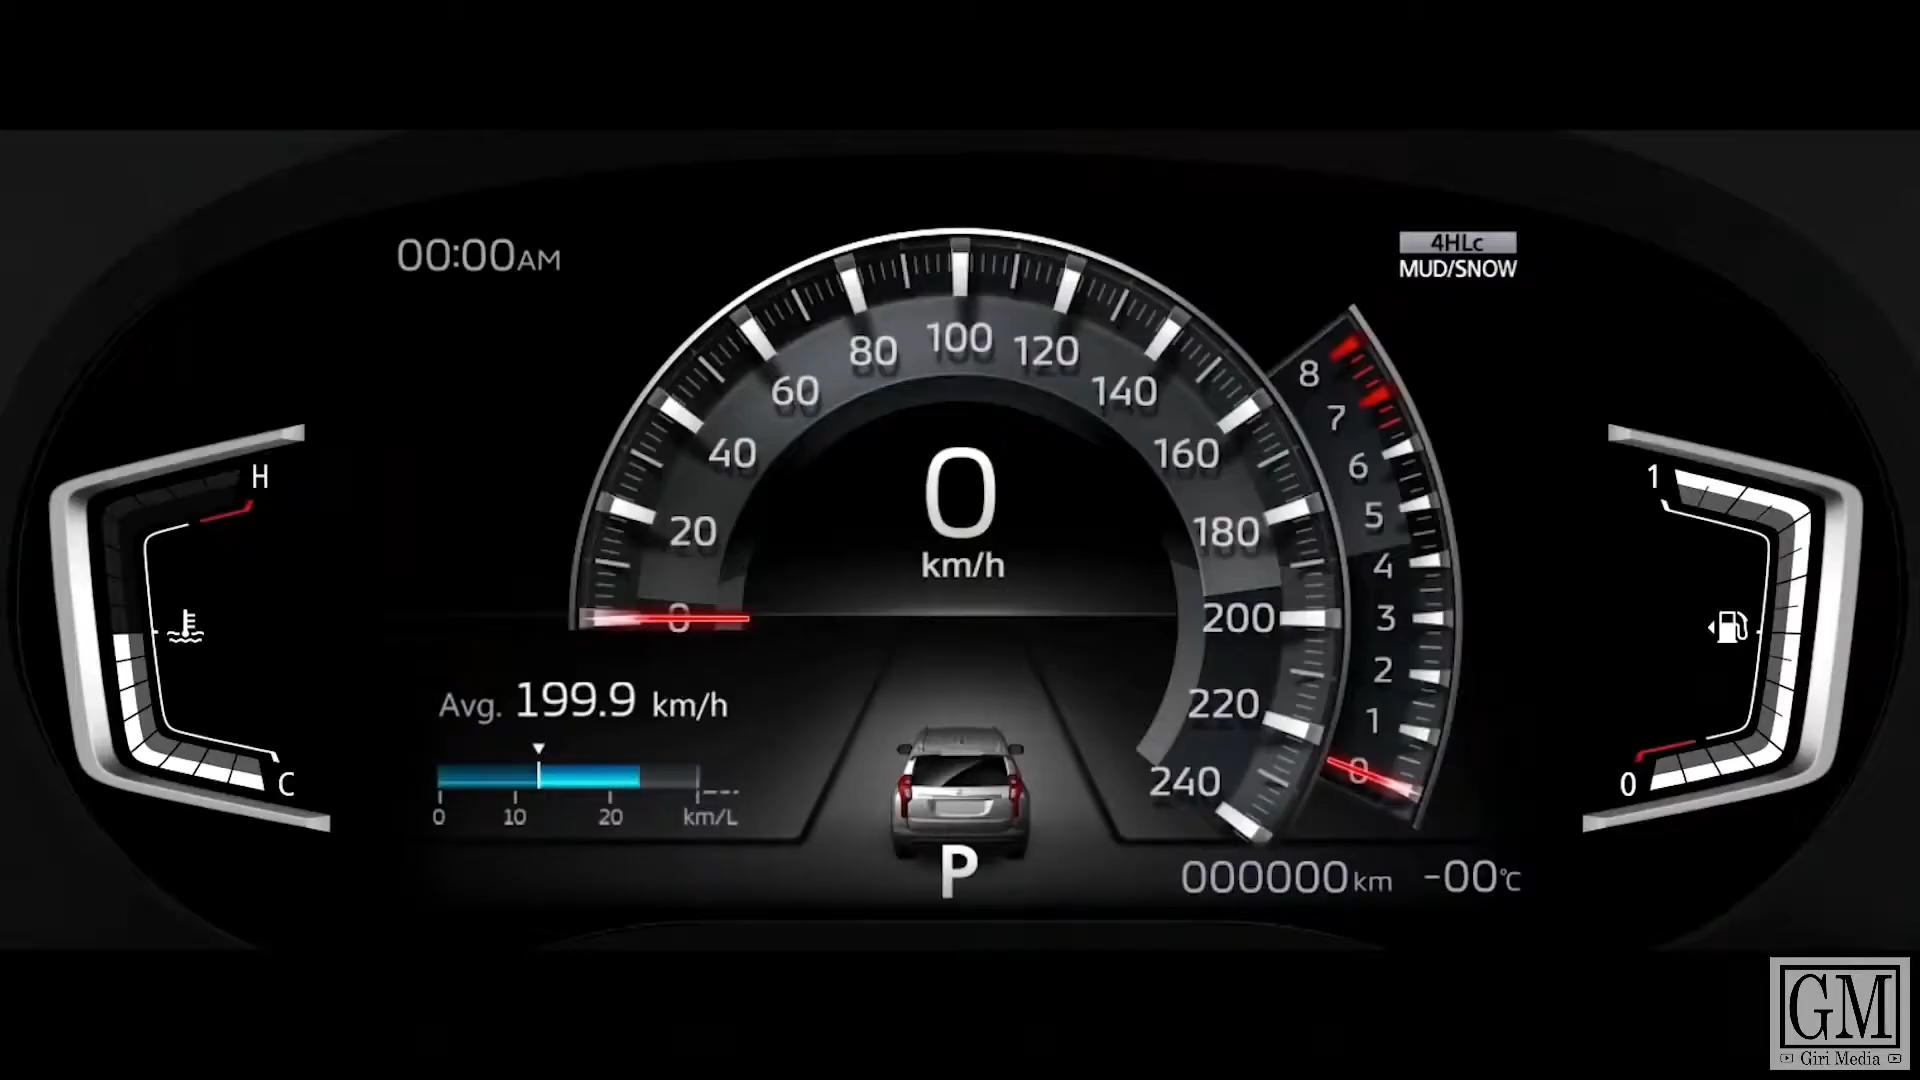 00:00AM
4HLc
MUD/SNOW
0
20
40
60
80
100
120
140
160
180
200
220
240
0
km/h
8
7
6
5
4
3
2
1
0
H
C
1
0
Avg. 199.9 km/h
---
0 10 20 km/L
P
000000km -00℃
GM
Giri Media